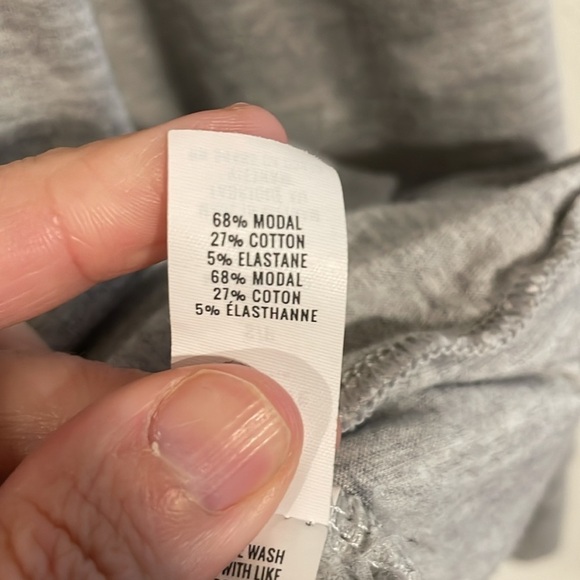 68% MODAL
27% COTTON
5% ELASTANE
68% MODAL
27% COTON
5% ÉLASTHANNE
WASH
WITH LIKE